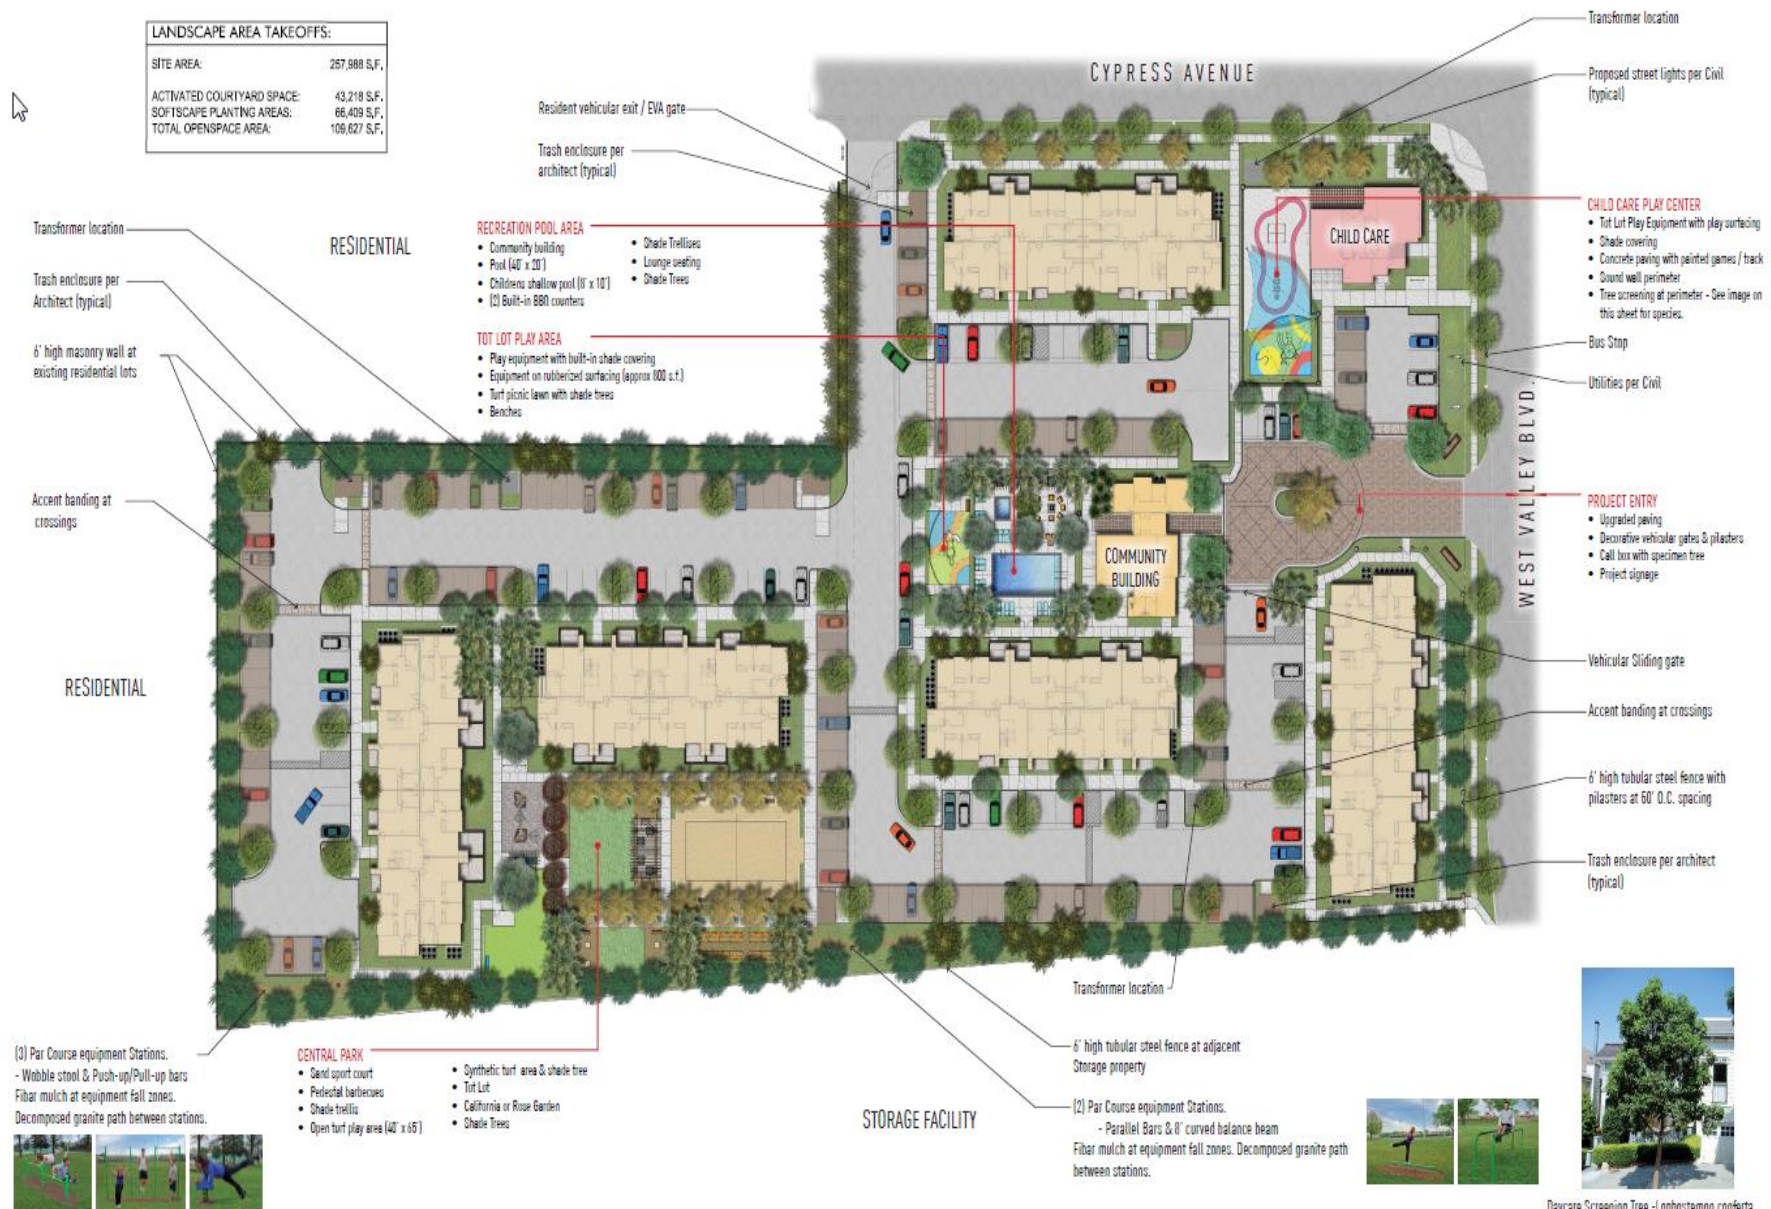 LANDSCAPE AREA TAKEOFFS:
SITE AREA: 257,988 S.F.
ACTIVATED COURTYARD SPACE: 43,218 S.F.
SOFTSCAPE PLANTING AREAS: 66,409 S.F.
TOTAL OPENSPACE AREA: 109,627 S.F.
CYPRESS AVENUE
WEST VALLEY BLVD.
Resident vehicular exit / EVA gate
Trash enclosure per
architect (typical)
Transformer location
Proposed street lights per Civil
(typical)
RESIDENTIAL
RECREATION POOL AREA
• Community building
• Pool (40' x 20')
• Childrens shallow pool (8' x 10')
• (2) Built-in BBQ counters
• Shade Trellises
• Lounge seating
• Shade Trees
TOT LOT PLAY AREA
• Play equipment with built-in shade covering
• Equipment on rubberized surfacing (approx 800 s.f.)
• Turf picnic lawn with shade trees
• Benches
Transformer location
Trash enclosure per
Architect (typical)
6' high masonry wall at
existing residential lots
Accent banding at
crossings
RESIDENTIAL
CHILD CARE
COMMUNITY
BUILDING
CHILD CARE PLAY CENTER
• Tot Lot Play Equipment with play surfacing
• Shade covering
• Concrete paving with painted games / track
• Sound wall perimeter
• Tree screening at perimeter - See image on
this sheet for species.
Bus Stop
Utilities per Civil
PROJECT ENTRY
• Upgraded paving
• Decorative vehicular gates & pilasters
• Call box with specimen tree
• Project signage
Vehicular Sliding gate
Accent banding at crossings
6' high tubular steel fence with
pilasters at 60' O.C. spacing
Trash enclosure per architect
(typical)
Transformer location
6' high tubular steel fence at adjacent
Storage property
(2) Par Course equipment Stations.
- Parallel Bars & 8' curved balance beam
Fibar mulch at equipment fall zones. Decomposed granite path
between stations.
STORAGE FACILITY
CENTRAL PARK
• Sand sport court
• Pedestal barbecues
• Shade trellis
• Open turf play area (40' x 65')
• Synthetic turf area & shade tree
• Tot Lot
• California or Rose Garden
• Shade Trees
(3) Par Course equipment Stations.
- Wobble stool & Push-up/Pull-up bars
Fibar mulch at equipment fall zones.
Decomposed granite path between stations.
Daycare Screening Tree -